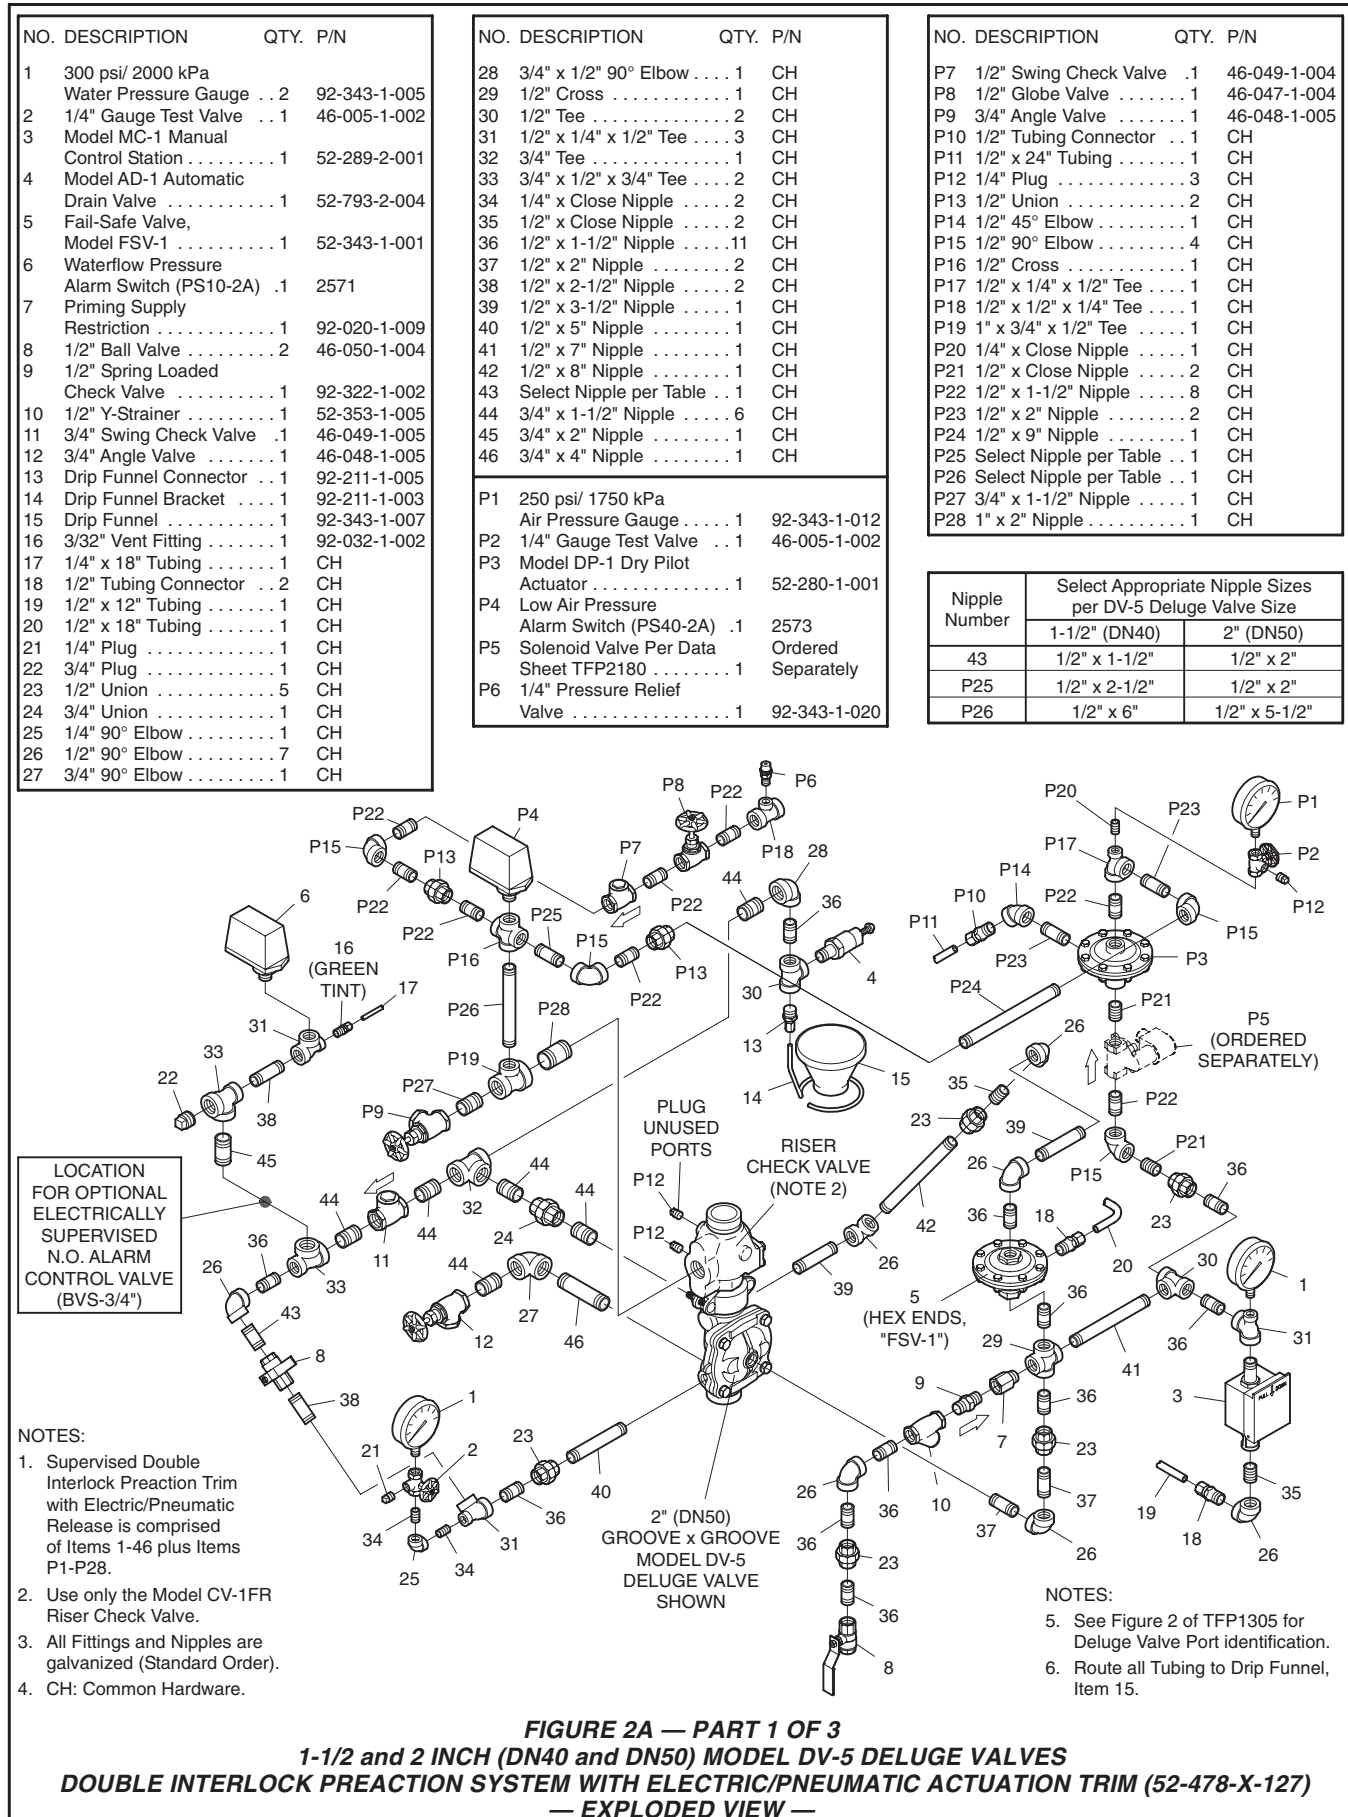 NO. DESCRIPTION QTY. P/N
1 300 psi/ 2000 kPa
Water Pressure Gauge . . 2 92-343-1-005
2 1/4" Gauge Test Valve . . 1 46-005-1-002
3 Model MC-1 Manual
Control Station . . . . . . . . . 1 52-289-2-001
4 Model AD-1 Automatic
Drain Valve . . . . . . . . . . . 1 52-793-2-004
5 Fail-Safe Valve,
Model FSV-1 . . . . . . . . . . 1 52-343-1-001
6 Waterflow Pressure
Alarm Switch (PS10-2A) .1 2571
7 Priming Supply
Restriction . . . . . . . . . . . . 1 92-020-1-009
8 1/2" Ball Valve . . . . . . . . . 2 46-050-1-004
9 1/2" Spring Loaded
Check Valve . . . . . . . . . . 1 92-322-1-002
10 1/2" Y-Strainer . . . . . . . . . 1 52-353-1-005
11 3/4" Swing Check Valve .1 46-049-1-005
12 3/4" Angle Valve . . . . . . . 1 46-048-1-005
13 Drip Funnel Connector . . 1 92-211-1-005
14 Drip Funnel Bracket . . . . 1 92-211-1-003
15 Drip Funnel . . . . . . . . . . . 1 92-343-1-007
16 3/32" Vent Fitting . . . . . . . 1 92-032-1-002
17 1/4" x 18" Tubing . . . . . . . 1 CH
18 1/2" Tubing Connector . . 2 CH
19 1/2" x 12" Tubing . . . . . . . 1 CH
20 1/2" x 18" Tubing . . . . . . . 1 CH
21 1/4" Plug . . . . . . . . . . . . . 1 CH
22 3/4" Plug . . . . . . . . . . . . . 1 CH
23 1/2" Union . . . . . . . . . . . . 5 CH
24 3/4" Union . . . . . . . . . . . . 1 CH
25 1/4" 90° Elbow . . . . . . . . . 1 CH
26 1/2" 90° Elbow . . . . . . . . . 7 CH
27 3/4" 90° Elbow . . . . . . . . . 1 CH
NO. DESCRIPTION QTY. P/N
28 3/4" x 1/2" 90° Elbow . . . . 1 CH
29 1/2" Cross . . . . . . . . . . . . 1 CH
30 1/2" Tee . . . . . . . . . . . . . . 2 CH
31 1/2" x 1/4" x 1/2" Tee . . . . 3 CH
32 3/4" Tee . . . . . . . . . . . . . . 1 CH
33 3/4" x 1/2" x 3/4" Tee . . . . 2 CH
34 1/4" x Close Nipple . . . . . 2 CH
35 1/2" x Close Nipple . . . . . 2 CH
36 1/2" x 1-1/2" Nipple . . . . .11 CH
37 1/2" x 2" Nipple . . . . . . . . 2 CH
38 1/2" x 2-1/2" Nipple . . . . . 2 CH
39 1/2" x 3-1/2" Nipple . . . . . 1 CH
40 1/2" x 5" Nipple . . . . . . . . 1 CH
41 1/2" x 7" Nipple . . . . . . . . 1 CH
42 1/2" x 8" Nipple . . . . . . . . 1 CH
43 Select Nipple per Table . . 1 CH
44 3/4" x 1-1/2" Nipple . . . . . 6 CH
45 3/4" x 2" Nipple . . . . . . . . 1 CH
46 3/4" x 4" Nipple . . . . . . . . 1 CH
P1 250 psi/ 1750 kPa
Air Pressure Gauge . . . . . 1 92-343-1-012
P2 1/4" Gauge Test Valve . . 1 46-005-1-002
P3 Model DP-1 Dry Pilot
Actuator . . . . . . . . . . . . . . 1 52-280-1-001
P4 Low Air Pressure
Alarm Switch (PS40-2A) .1 2573
P5 Solenoid Valve Per Data Ordered
Sheet TFP2180 . . . . . . . . 1 Separately
P6 1/4" Pressure Relief
Valve . . . . . . . . . . . . . . . . 1 92-343-1-020
NO. DESCRIPTION QTY. P/N
P7 1/2" Swing Check Valve .1 46-049-1-004
P8 1/2" Globe Valve . . . . . . . 1 46-047-1-004
P9 3/4" Angle Valve . . . . . . . 1 46-048-1-005
P10 1/2" Tubing Connector . . 1 CH
P11 1/2" x 24" Tubing . . . . . . . 1 CH
P12 1/4" Plug . . . . . . . . . . . . . 3 CH
P13 1/2" Union . . . . . . . . . . . . 2 CH
P14 1/2" 45° Elbow . . . . . . . . . 1 CH
P15 1/2" 90° Elbow . . . . . . . . . 4 CH
P16 1/2" Cross . . . . . . . . . . . . 1 CH
P17 1/2" x 1/4" x 1/2" Tee . . . . 1 CH
P18 1/2" x 1/2" x 1/4" Tee . . . . 1 CH
P19 1" x 3/4" x 1/2" Tee . . . . . 1 CH
P20 1/4" x Close Nipple . . . . . 1 CH
P21 1/2" x Close Nipple . . . . . 2 CH
P22 1/2" x 1-1/2" Nipple . . . . . 8 CH
P23 1/2" x 2" Nipple . . . . . . . . 2 CH
P24 1/2" x 9" Nipple . . . . . . . . 1 CH
P25 Select Nipple per Table . . 1 CH
P26 Select Nipple per Table . . 1 CH
P27 3/4" x 1-1/2" Nipple . . . . . 1 CH
P28 1" x 2" Nipple . . . . . . . . . . 1 CH
Nipple Number
Select Appropriate Nipple Sizes
per DV-5 Deluge Valve Size
1-1/2" (DN40) 2" (DN50)
43 1/2" x 1-1/2" 1/2" x 2"
P25 1/2" x 2-1/2" 1/2" x 2"
P26 1/2" x 6" 1/2" x 5-1/2"
P8 P22 P6
P20 P23 P1
P22 P4
P15 P13 P7 P18 28
P17 P14 P2
6 P22 P22 P25 P15 P22 44 36
P10 P22 P12
P11 P15
16
(GREEN
TINT)
17
P16 P13
P22 30 4
P23 P3
P24 P21
31 P26 P28 13 26
P5
(ORDERED
SEPARATELY)
33 P19 14 15
22 38 P27 35 P22
P9
PLUG
UNUSED
PORTS
23 39
45 P15 P21
LOCATION
FOR OPTIONAL
ELECTRICALLY
SUPERVISED
N.O. ALARM
CONTROL VALVE
(BVS-3/4")
RISER
CHECK VALVE
(NOTE 2)
P12
P12
44 44 32 44 24 44
26 36 42 36
36 18 23
26 36 33 11 44 27 39 26 20 30 1
43 12 46
5
(HEX ENDS,
"FSV-1")
36
8 29 41 36 31
38 1 9 7 36 3
21 2 23 40 23
34 36 26 36 10 37 19 35
25 34 31 36 37 26 18 26
23
36
8
2" (DN50)
GROOVE x GROOVE
MODEL DV-5
DELUGE VALVE
SHOWN
NOTES:
1. Supervised Double
Interlock Preaction Trim
with Electric/Pneumatic
Release is comprised
of Items 1-46 plus Items
P1-P28.
2. Use only the Model CV-1FR
Riser Check Valve.
3. All Fittings and Nipples are
galvanized (Standard Order).
4. CH: Common Hardware.
NOTES:
5. See Figure 2 of TFP1305 for
Deluge Valve Port identification.
6. Route all Tubing to Drip Funnel,
Item 15.
FIGURE 2A — PART 1 OF 3
1-1/2 and 2 INCH (DN40 and DN50) MODEL DV-5 DELUGE VALVES
DOUBLE INTERLOCK PREACTION SYSTEM WITH ELECTRIC/PNEUMATIC ACTUATION TRIM (52-478-X-127)
— EXPLODED VIEW —